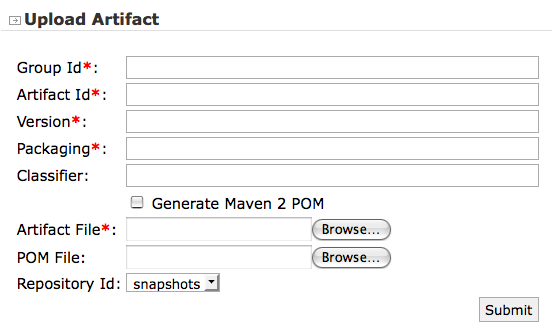 Upload Artifact
Group Id*:
Artifact Id*:
Version*:
Packaging*:
Classifier:
Generate Maven 2 POM
Artifact File*: Browse...
POM File: Browse...
Repository Id: snapshots
Submit